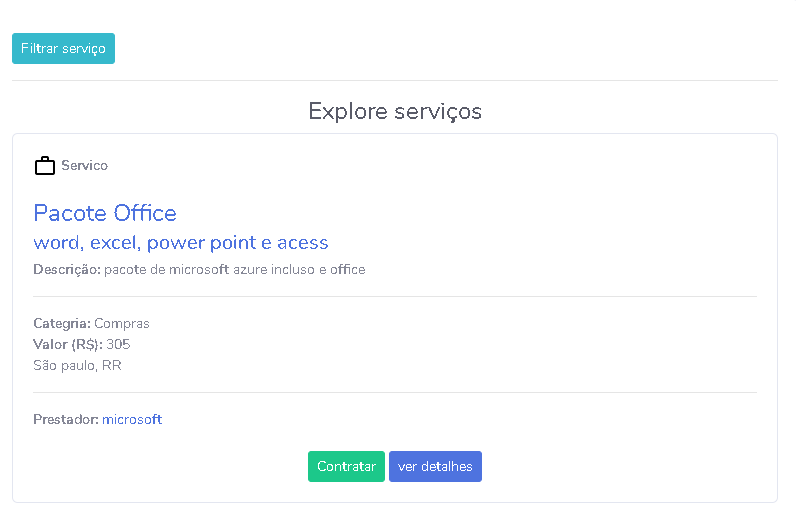 Filtrar serviço
Explore serviços
Servico
Pacote Office
word, excel, power point e acess
Descrição: pacote de microsoft azure incluso e office
Categria: Compras
Valor (R$): 305
São paulo, RR
Prestador: microsoft
Contratar ver detalhes